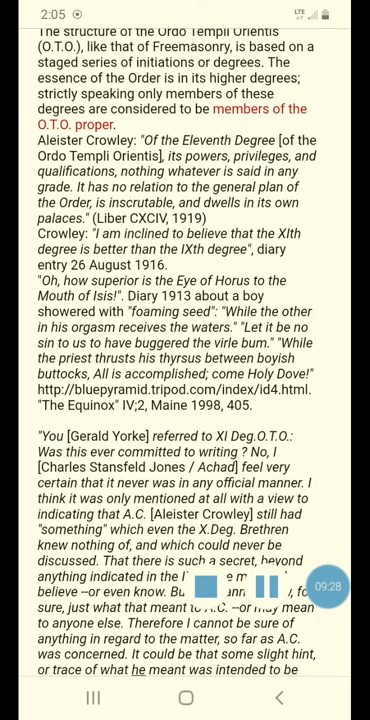 2:05
LTE
The structure of the Ordo Templi Orientis
(O.T.O.), like that of Freemasonry, is based on a
staged series of initiations or degrees. The
essence of the Order is in its higher degrees;
strictly speaking only members of these
degrees are considered to be members of the
O.T.O. proper.
Aleister Crowley: "Of the Eleventh Degree [of the
Ordo Templi Orientis], its powers, privileges, and
qualifications, nothing whatever is said in any
grade. It has no relation to the general plan of
the Order, is inscrutable, and dwells in its own
palaces." (Liber CXCIV, 1919)
Crowley: "I am inclined to believe that the XIth
degree is better than the IXth degree", diary
entry 26 August 1916.
"Oh, how superior is the Eye of Horus to the
Mouth of Isis!". Diary 1913 about a boy
showered with "foaming seed": "While the other
in his orgasm receives the waters." "Let it be no
sin to us to have buggered the virle bum." "While
the priest thrusts his thyrsus between boyish
buttocks, All is accomplished; come Holy Dove!"
http://bluepyramid.tripod.com/index/id4.html.
"The Equinox" IV;2, Maine 1998, 405.
"You [Gerald Yorke] referred to XI Deg.O.T.O.:
Was this ever committed to writing ? No, I
[Charles Stansfeld Jones / Achad] feel very
certain that it never was in any official manner. I
think it was only mentioned at all with a view to
indicating that A.C. [Aleister Crowley] still had
"something" which even the X.Deg. Brethren
knew nothing of, and which could never be
discussed. That there is such a secret, beyond
anything indicated in the
believe --or even know.
sure, just what that meant to A.C. --or may mean
to anyone else. Therefore I cannot be sure of
anything in regard to the matter, so far as A.C.
was concerned. It could be that some slight hint,
or trace of what he meant was intended to be
09:28